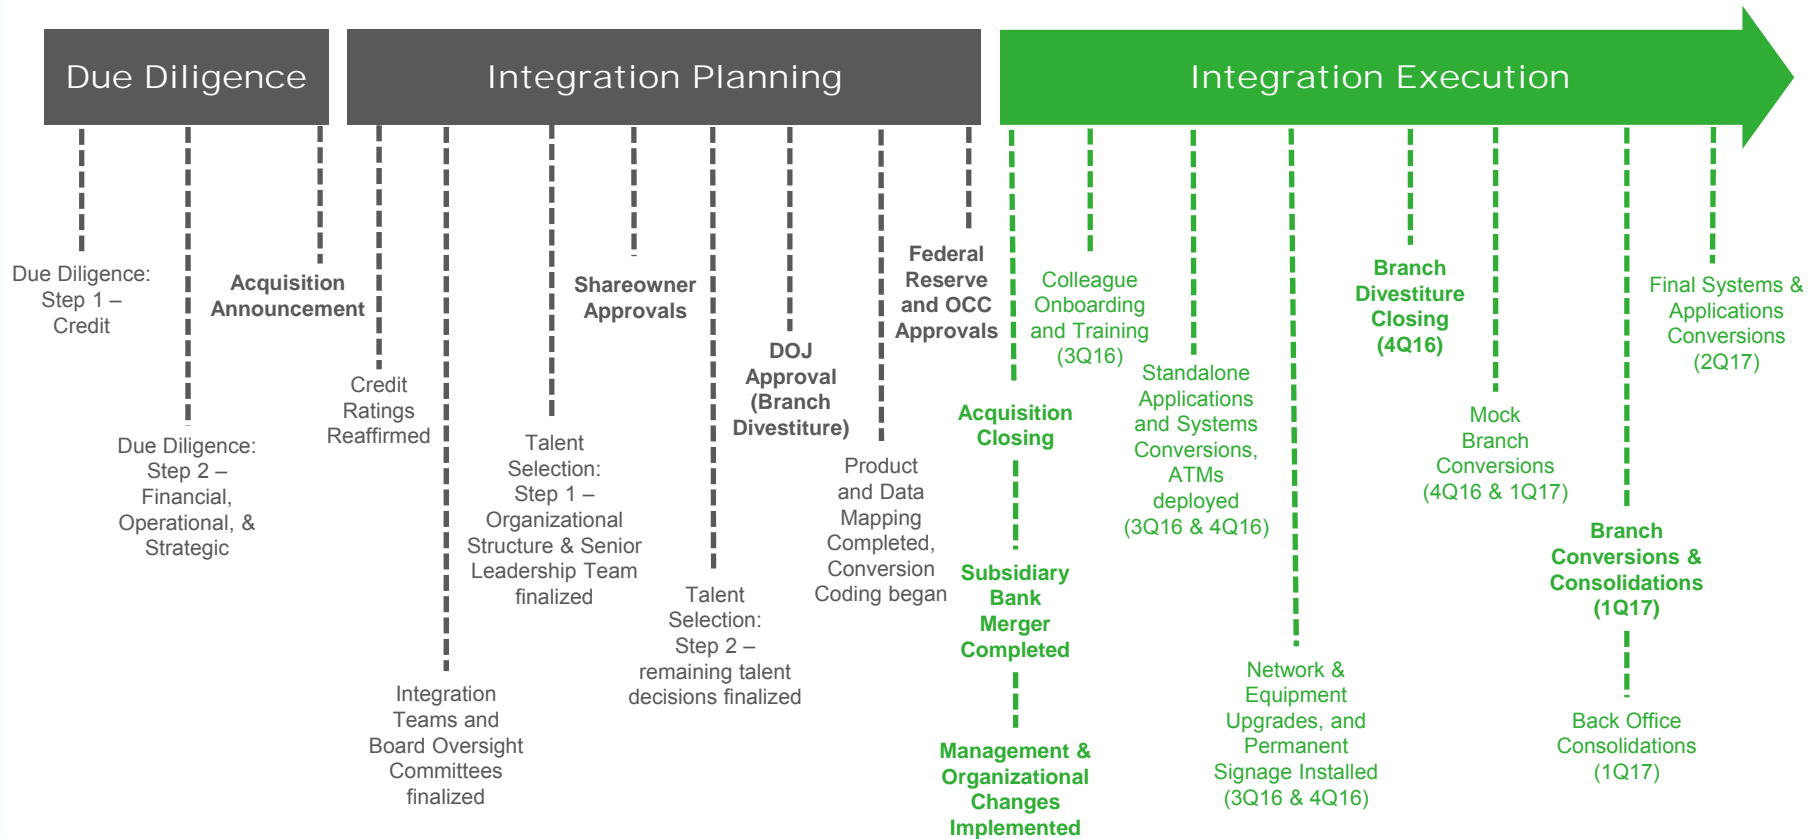 Due Diligence
Integration Planning
Integration Execution
Due Diligence:
Step 1 –
Credit
Due Diligence:
Step 2 –
Financial,
Operational, &
Strategic
Acquisition
Announcement
Credit
Ratings
Reaffirmed
Integration
Teams and
Board Oversight
Committees
finalized
Talent
Selection:
Step 1 –
Organizational
Structure & Senior
Leadership Team
finalized
Shareowner
Approvals
Talent
Selection:
Step 2 –
remaining talent
decisions finalized
DOJ
Approval
(Branch
Divestiture)
Product
and Data
Mapping
Completed,
Conversion
Coding began
Federal
Reserve
and OCC
Approvals
Acquisition
Closing
Subsidiary
Bank
Merger
Completed
Management &
Organizational
Changes
Implemented
Colleague
Onboarding
and Training
(3Q16)
Standalone
Applications
and Systems
Conversions,
ATMs
deployed
(3Q16 & 4Q16)
Network &
Equipment
Upgrades, and
Permanent
Signage Installed
(3Q16 & 4Q16)
Branch
Divestiture
Closing
(4Q16)
Mock
Branch
Conversions
(4Q16 & 1Q17)
Branch
Conversions &
Consolidations
(1Q17)
Back Office
Consolidations
(1Q17)
Final Systems &
Applications
Conversions
(2Q17)